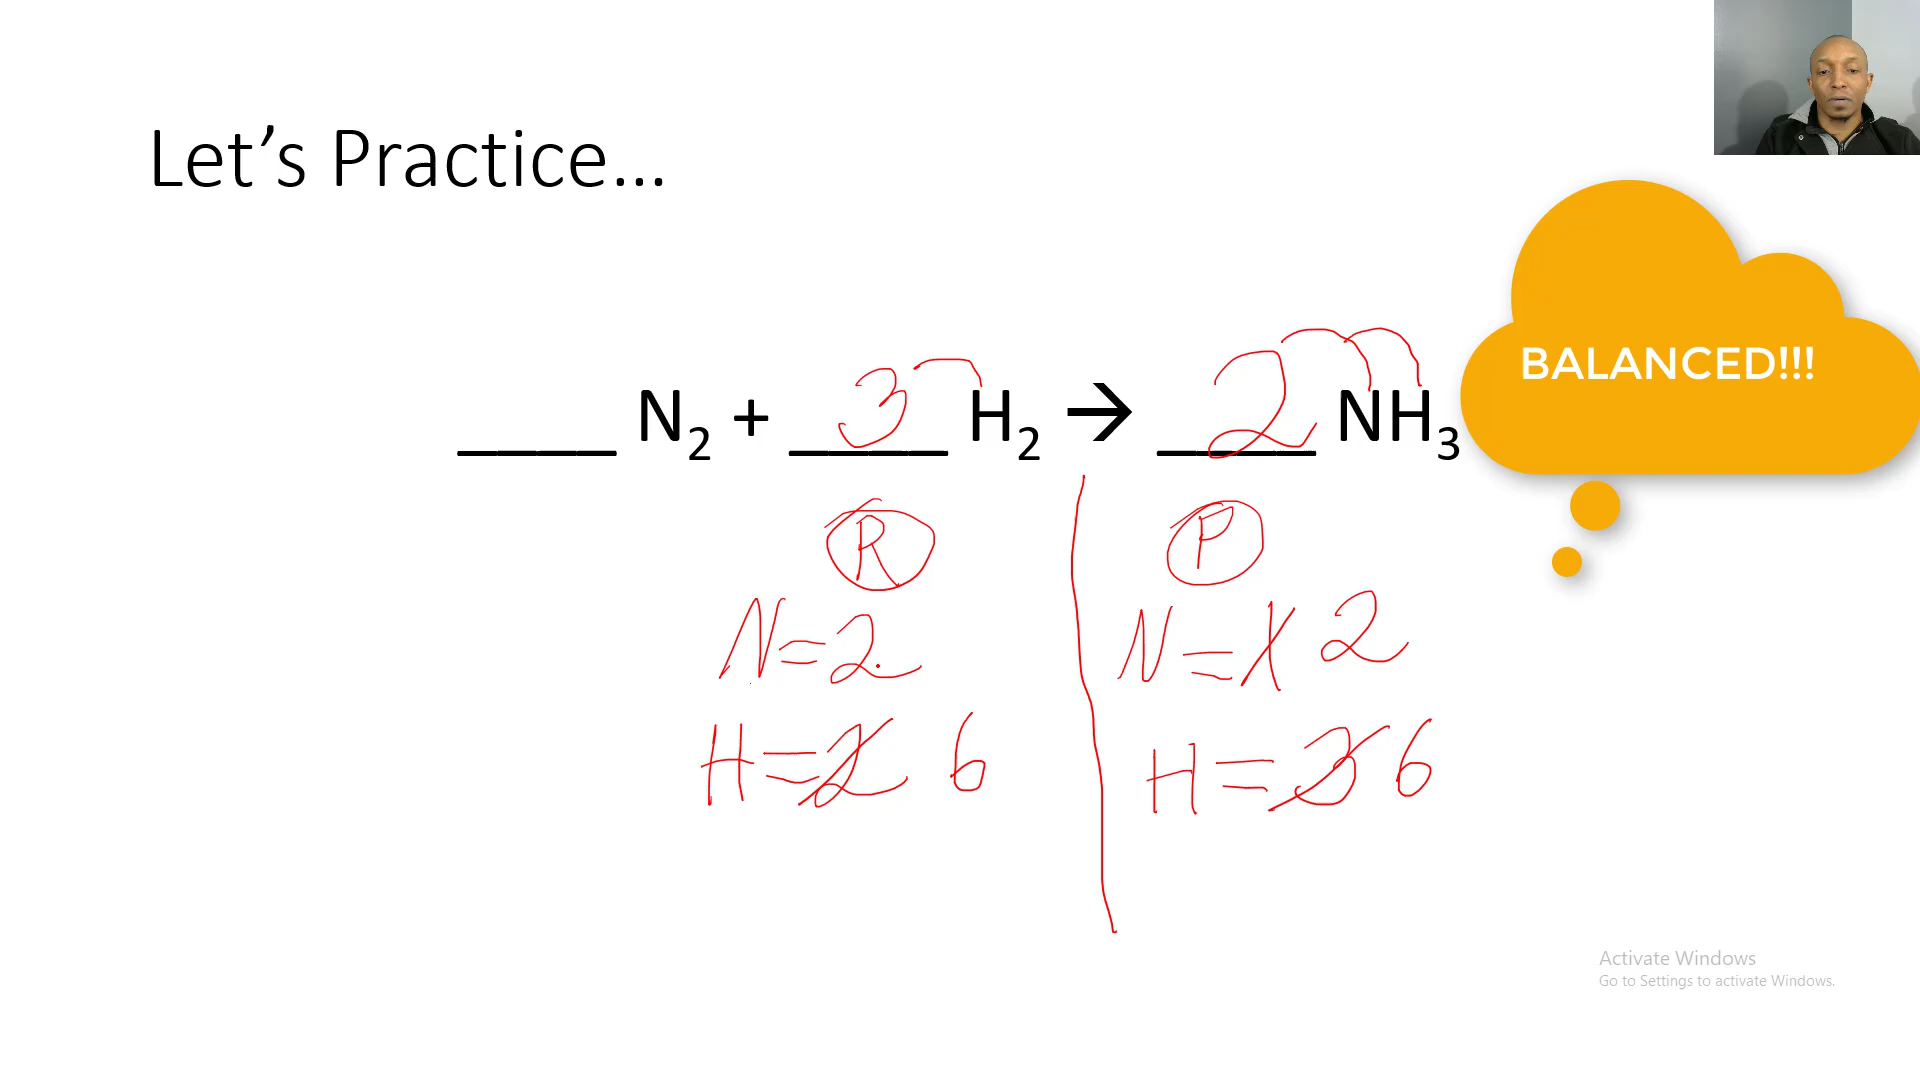 Let's Practice...
BALANCED!!!
____ N₂ + __3__ H₂ → __2__ NH₃
R P
N=2 N=1 2
H=2 6 H=3 6
Activate Windows
Go to Settings to activate Windows.